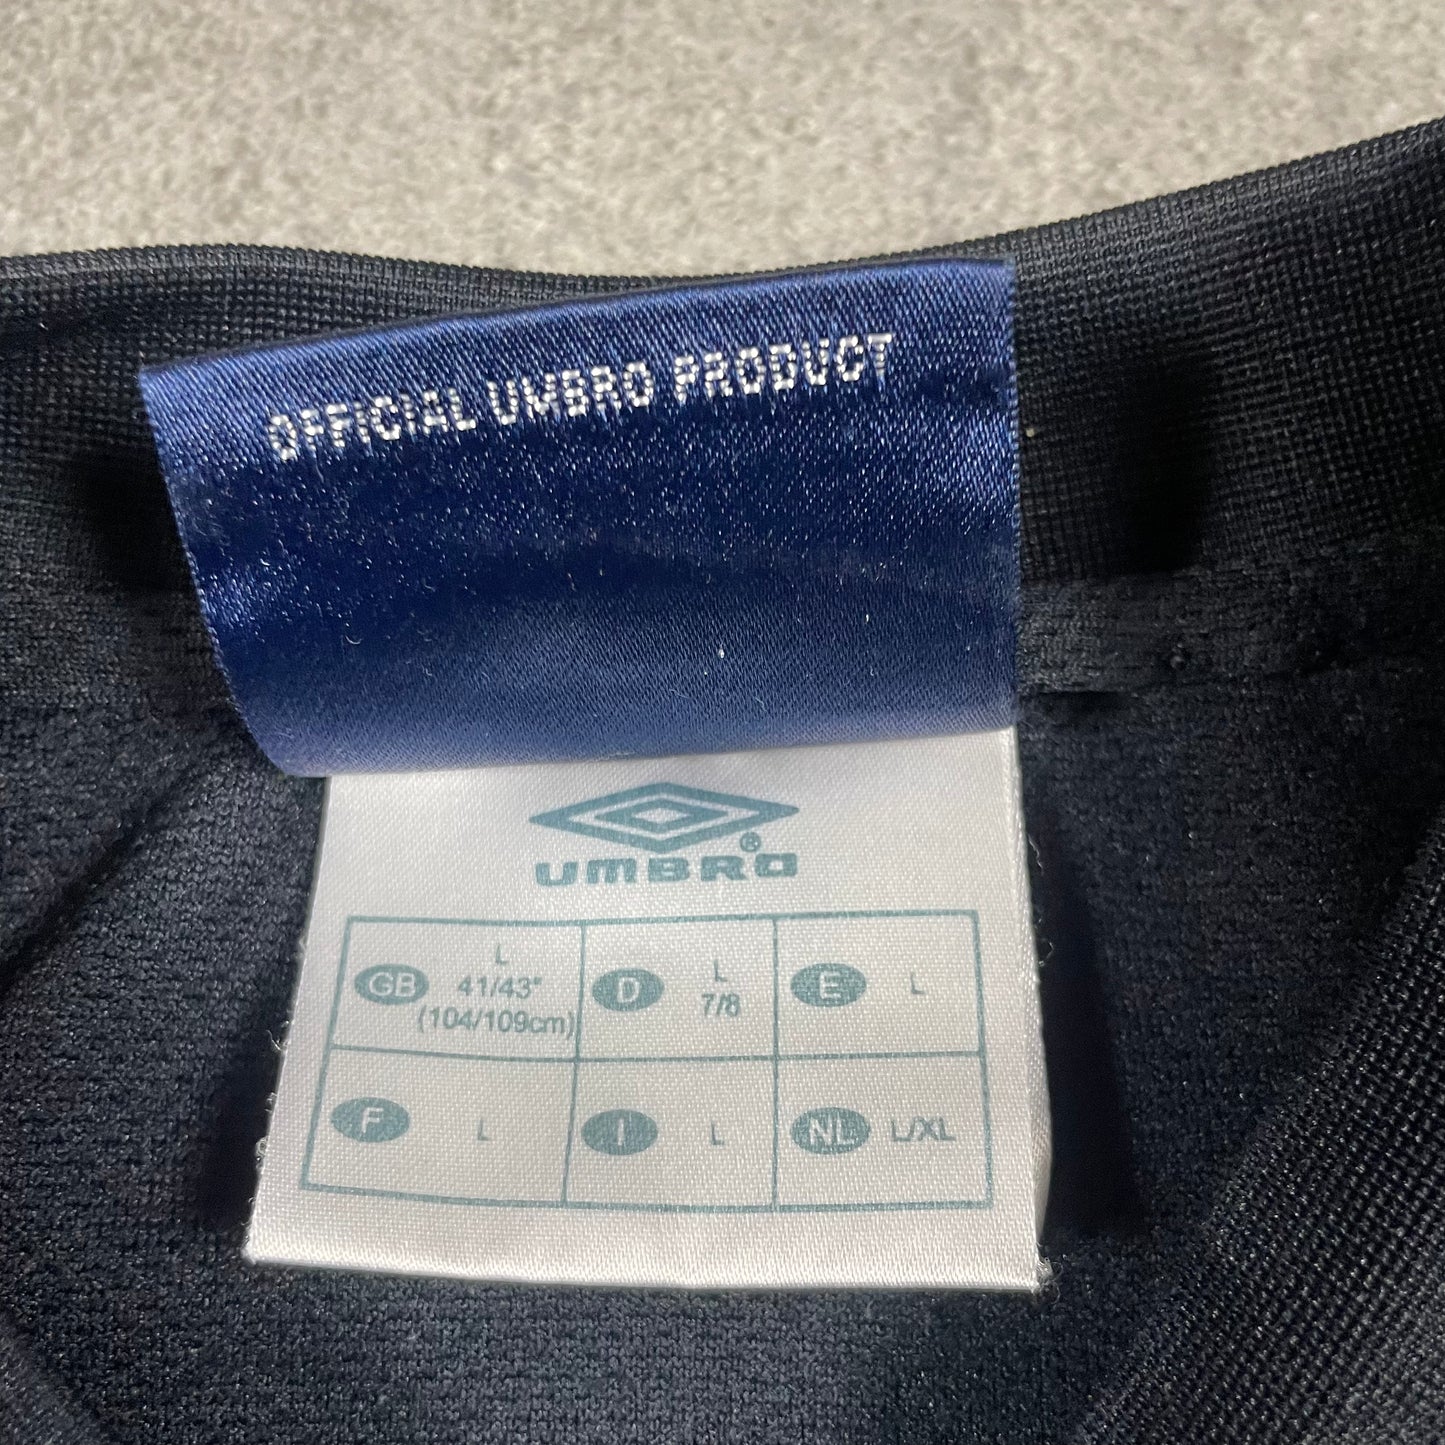 OFFICIAL UMBRO PRODUCT
®
UMBRO
GB L
41/43"
(104/109cm)
D L
7/8
E L
F L
I L
NL L/XL